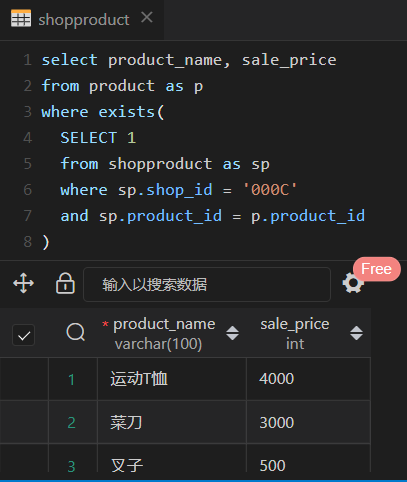 shopproduct
1 select product_name, sale_price
2 from product as p
3 where exists(
4 SELECT 1
5 from shopproduct as sp
6 where sp.shop_id = '000C'
7 and sp.product_id = p.product_id
8 )
输入以搜索数据
Free
* product_name sale_price
varchar(100) int
1 运动T恤 4000
2 菜刀 3000
3 叉子 500